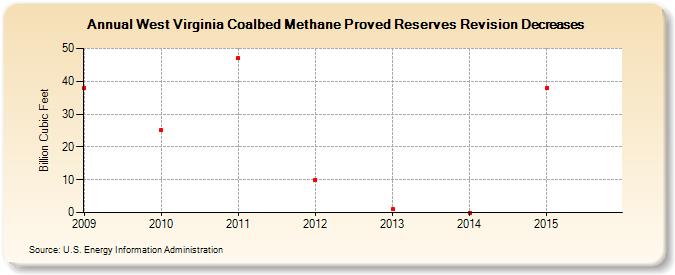 Annual West Virginia Coalbed Methane Proved Reserves Revision Decreases
Billion Cubic Feet
50
40
30
20
10
0
2009 2010 2011 2012 2013 2014 2015
Source: U.S. Energy Information Administration